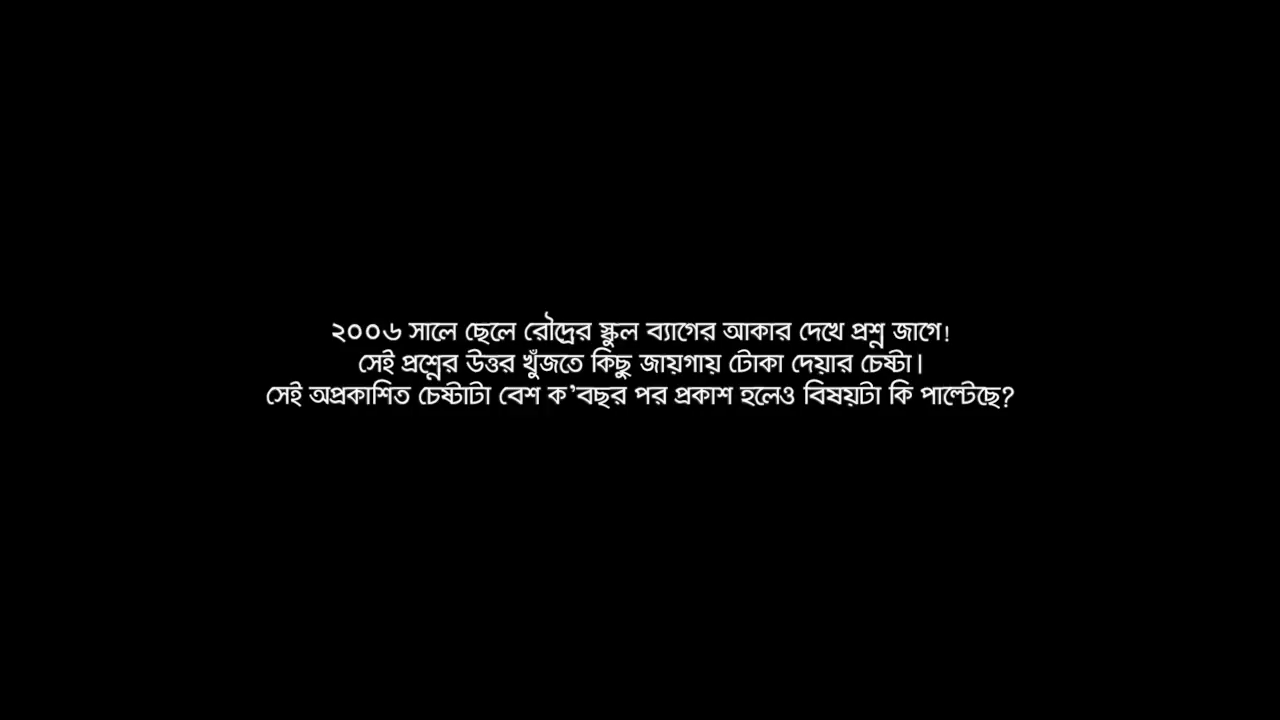 ২০০৬ সালে ছেলে রৌদ্রের স্কুল ব্যাগের আকার দেখে প্রশ্ন জাগে!
সেই প্রশ্নের উত্তর খুঁজতে কিছু জায়গায় টোকা দেয়ার চেষ্টা।
সেই অপ্রকাশিত চেষ্টাটা বেশ ক’বছর পর প্রকাশ হলেও বিষয়টা কি পাল্টেছে?